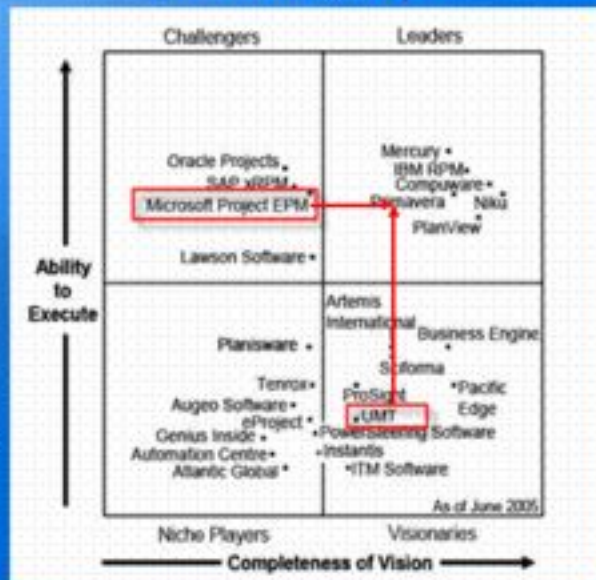 Challengers
Leaders
Mercury
Oracle Projects
IBM RPM
SAP xRPM
Compuware
Microsoft Project EPM
Primavera
Niku
PlanView
Lawson Software
Ability
to
Execute
Artemis
International
Business Engine
Planisware
Sciforma
Tenrox
ProSight
Pacific
Edge
Augeo Software
UMT
eProject
PowerSteering Software
Genius Inside
Instantis
Automation Centre
Atlantic Global
ITM Software
As of June 2005
Niche Players
Visionaries
Completeness of Vision